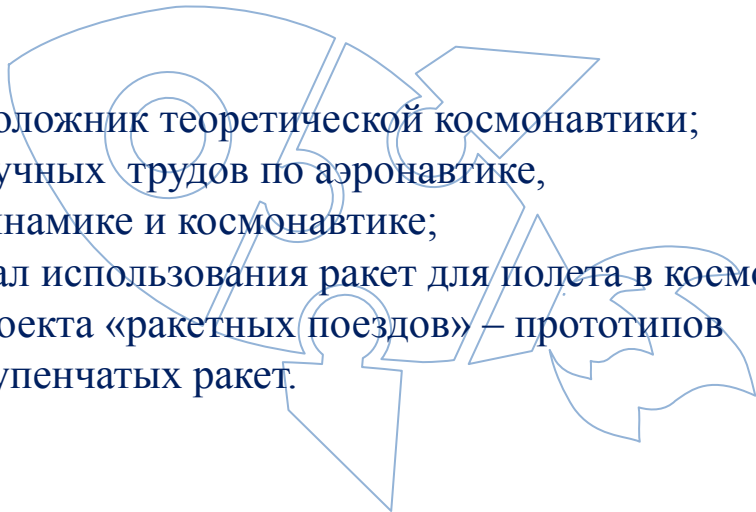 оложник теоретической космонавтики;
учных трудов по аэронавтике,
инамике и космонавтике;
ал использования ракет для полета в космо
оекта «ракетных поездов» – прототипов
упенчатых ракет.